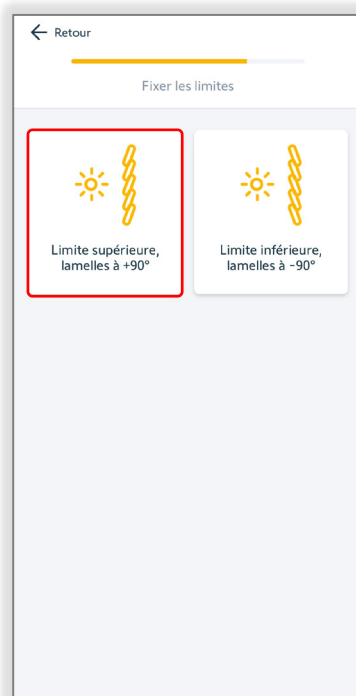 Retour
Fixer les limites
Limite supérieure,
lamelles à +90°
Limite inférieure,
lamelles à -90°